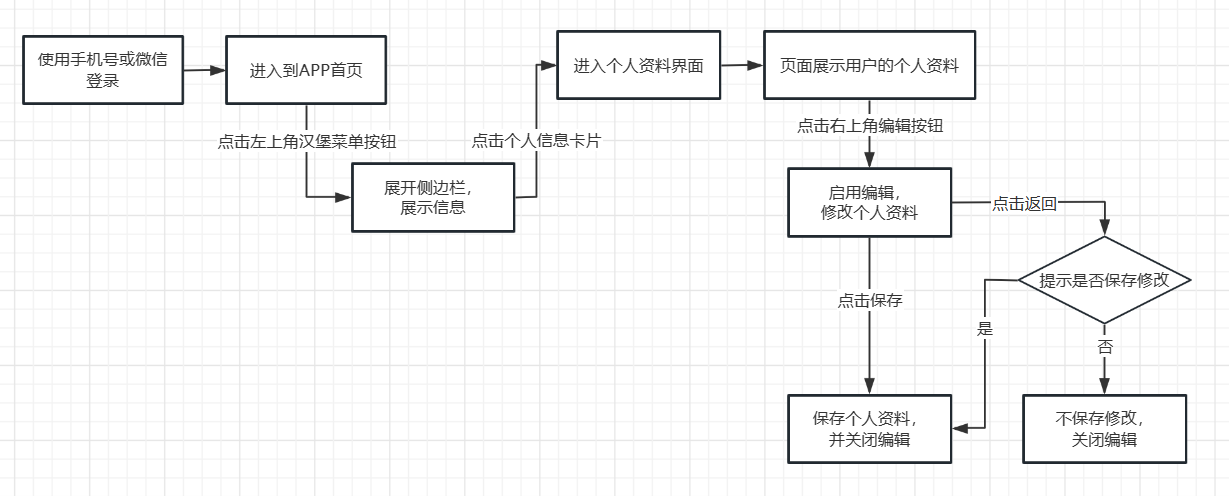 使用手机号或微信
登录
进入到APP首页
点击左上角汉堡菜单按钮
展开侧边栏，
展示信息
点击个人信息卡片
进入个人资料界面
页面展示用户的个人资料
点击右上角编辑按钮
启用编辑，
修改个人资料
点击返回
提示是否保存修改
点击保存
是
否
保存个人资料，
并关闭编辑
不保存修改，
关闭编辑